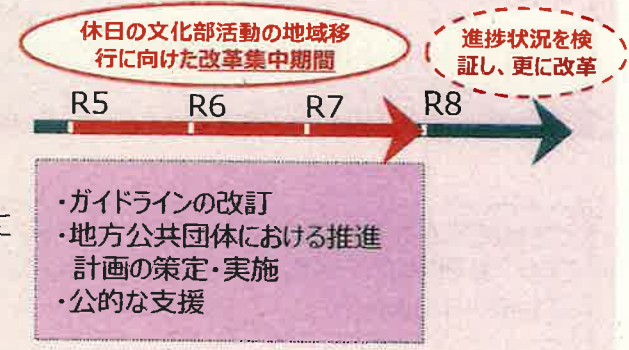 休日の文化部活動の地域移
行に向けた改革集中期間
進捗状況を検
証し、更に改革
R5 R6 R7 R8
・ガイドラインの改訂
・地方公共団体における推進
計画の策定・実施
・公的な支援
に